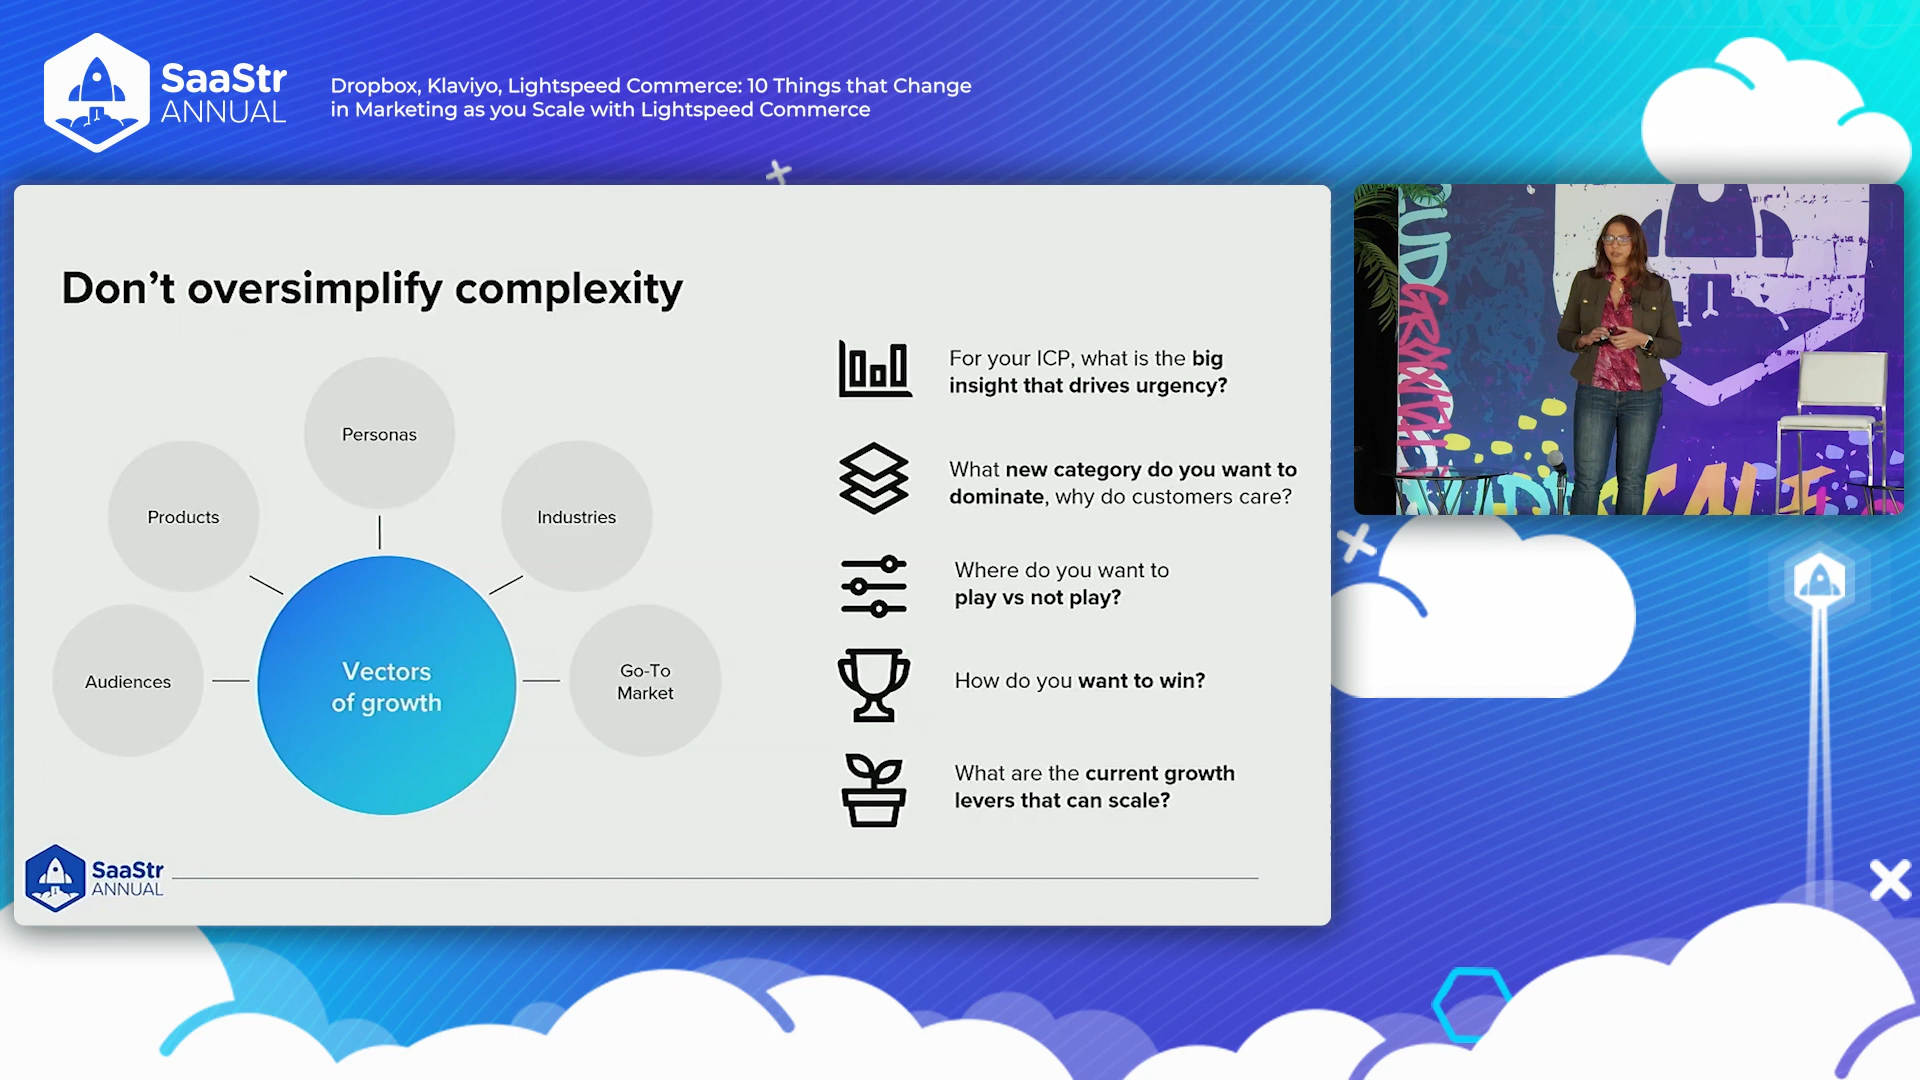 SaaStr
ANNUAL
Dropbox, Klaviyo, Lightspeed Commerce: 10 Things that Change
in Marketing as you Scale with Lightspeed Commerce
Don’t oversimplify complexity
Personas
Products
Industries
Audiences
Vectors
of growth
Go-To
Market
For your ICP, what is the big
insight that drives urgency?
What new category do you want to
dominate, why do customers care?
Where do you want to
play vs not play?
How do you want to win?
What are the current growth
levers that can scale?
SaaStr
ANNUAL